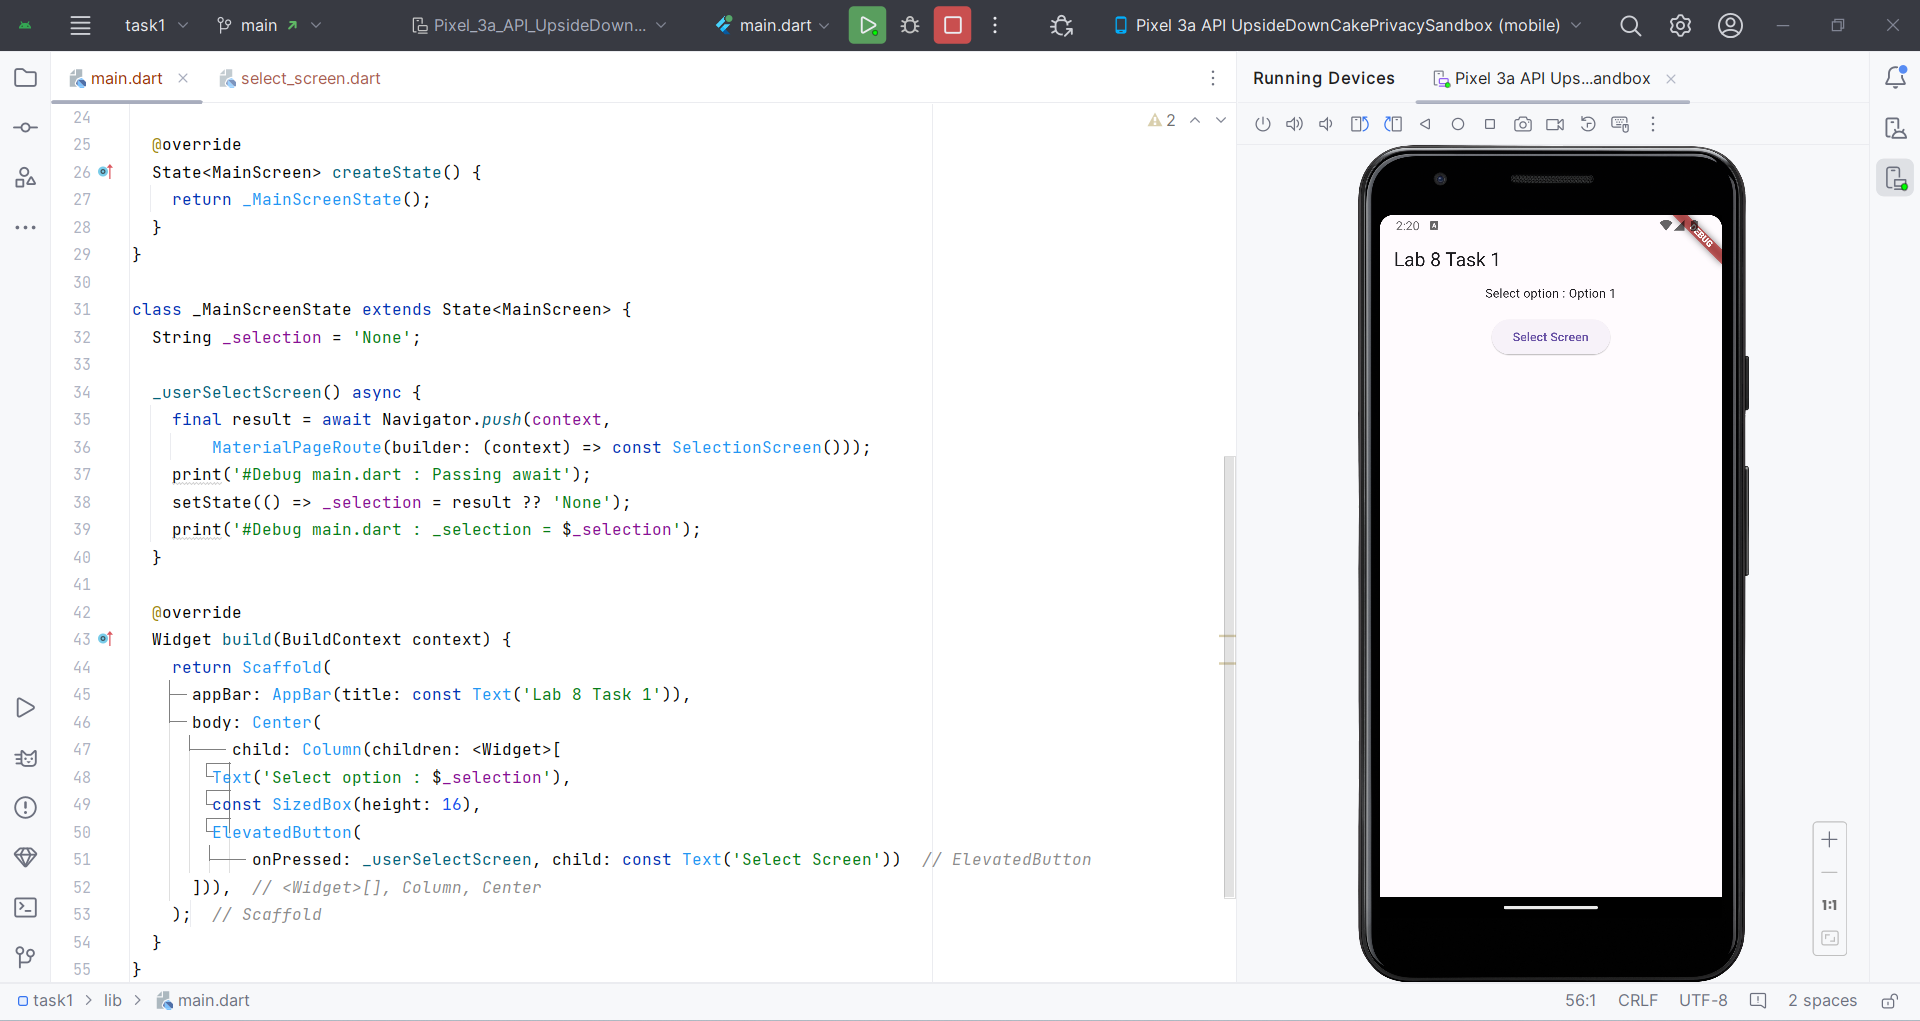 task1 main Pixel_3a_API_UpsideDown... main.dart Pixel 3a API UpsideDownCakePrivacySandbox (mobile)
main.dart select_screen.dart
Running Devices Pixel 3a API Ups...andbox
2
24
25 @override
26 State<MainScreen> createState() {
27 return _MainScreenState();
28 }
29 }
30
31 class _MainScreenState extends State<MainScreen> {
32 String _selection = 'None';
33
34 _userSelectScreen() async {
35 final result = await Navigator.push(context,
36 MaterialPageRoute(builder: (context) => const SelectionScreen()));
37 print('#Debug main.dart : Passing await');
38 setState(() => _selection = result ?? 'None');
39 print('#Debug main.dart : _selection = $_selection');
40 }
41
42 @override
43 Widget build(BuildContext context) {
44 return Scaffold(
45 appBar: AppBar(title: const Text('Lab 8 Task 1')),
46 body: Center(
47 child: Column(children: <Widget>[
48 Text('Select option : $_selection'),
49 const SizedBox(height: 16),
50 ElevatedButton(
51 onPressed: _userSelectScreen, child: const Text('Select Screen')) // ElevatedButton
52 ])), // <Widget>[], Column, Center
53 ); // Scaffold
54 }
55 }
2:20 A
Lab 8 Task 1
Select option : Option 1
Select Screen
1:1
task1 > lib > main.dart
56:1 CRLF UTF-8 2 spaces